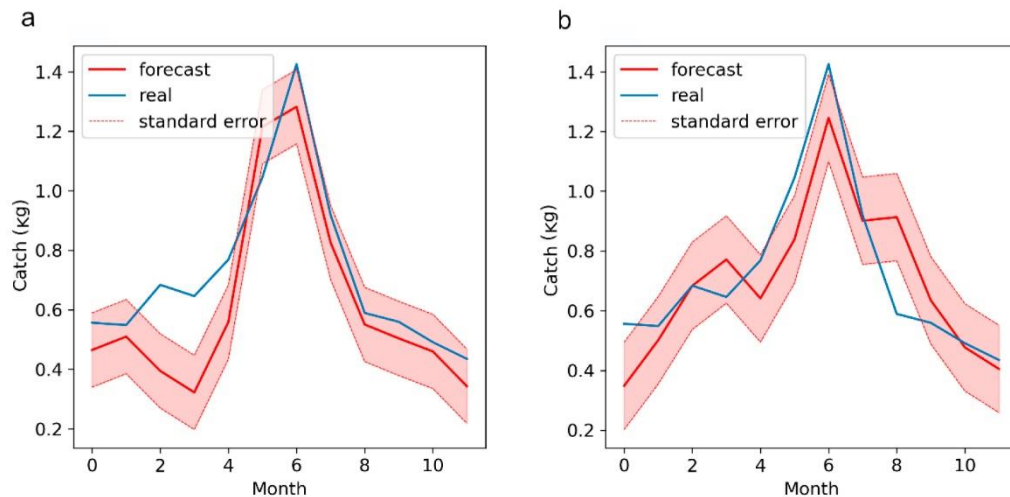 a
forecast
real
standard error
1.4
1.2
1.0
0.8
0.6
0.4
0.2
Catch (кg)
0 2 4 6 8 10
Month
b
forecast
real
standard error
1.4
1.2
1.0
0.8
0.6
0.4
0.2
Catch (кg)
0 2 4 6 8 10
Month